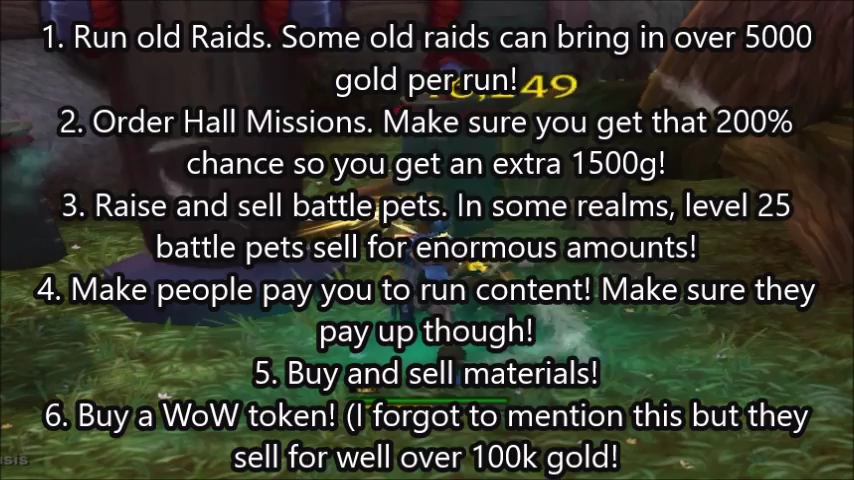 1. Run old Raids. Some old raids can bring in over 5000
gold per run!
2. Order Hall Missions. Make sure you get that 200%
chance so you get an extra 1500g!
3. Raise and sell battle pets. In some realms, level 25
battle pets sell for enormous amounts!
4. Make people pay you to run content! Make sure they
pay up though!
5. Buy and sell materials!
6. Buy a WoW token! (I forgot to mention this but they
sell for well over 100k gold!